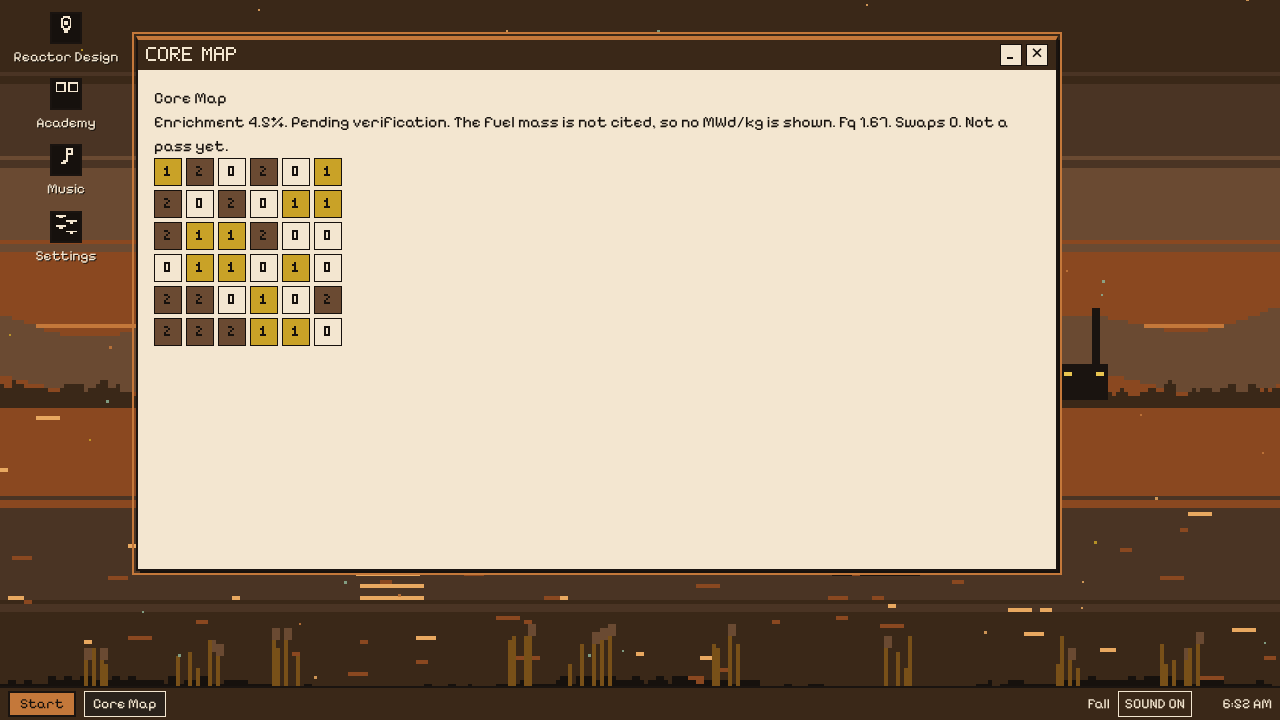 Reactor Design
Academy
Music
Settings
CORE MAP
Core Map
Enrichment 4.5%. Pending verification. The fuel mass is not cited, so no MWd/kg is shown. Fq 1.67. Swaps 0. Not a
pass yet.
1 2 0 2 0 1
2 0 2 0 1 1
2 1 1 2 0 0
0 1 1 0 1 0
2 2 0 1 0 2
2 2 2 1 1 0
Start
Core Map
Fall
SOUND ON
6:52 AM